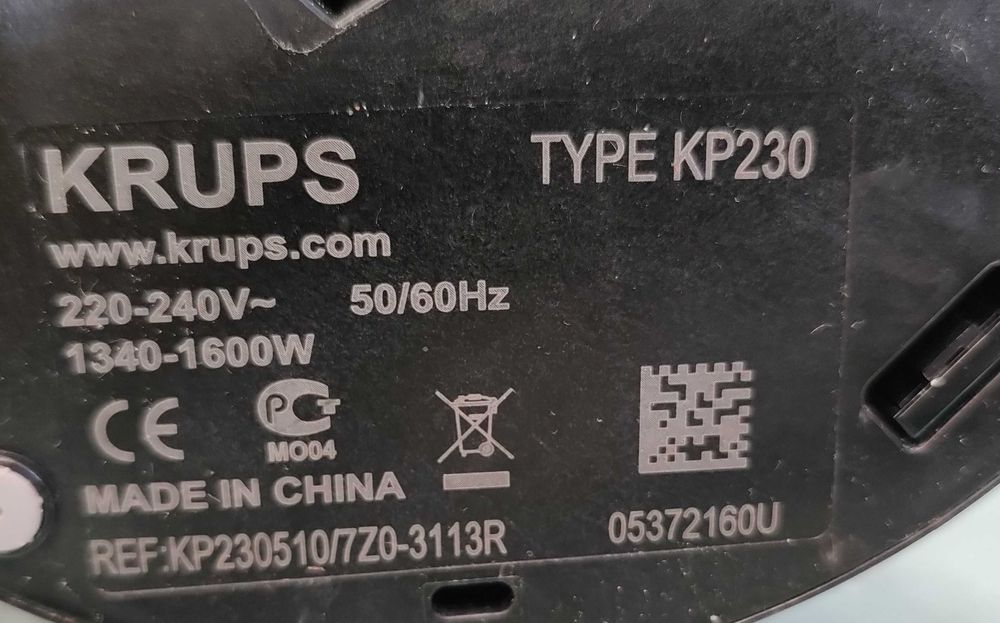 KRUPS
TYPE KP230
www.krups.com
220-240V~ 50/60Hz
1340-1600W
CE PCT
MO04
MADE IN CHINA
REF:KP230510/7Z0-3113R
05372160U